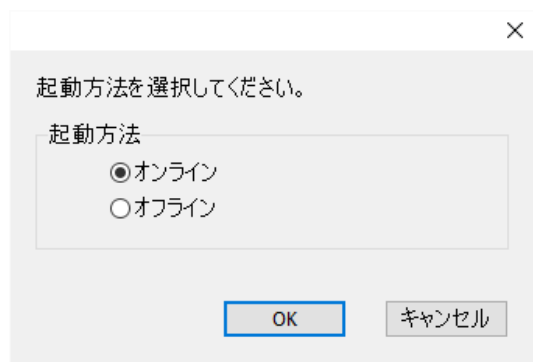 起動方法を選択してください。
起動方法
オンライン
オフライン
OK キャンセル